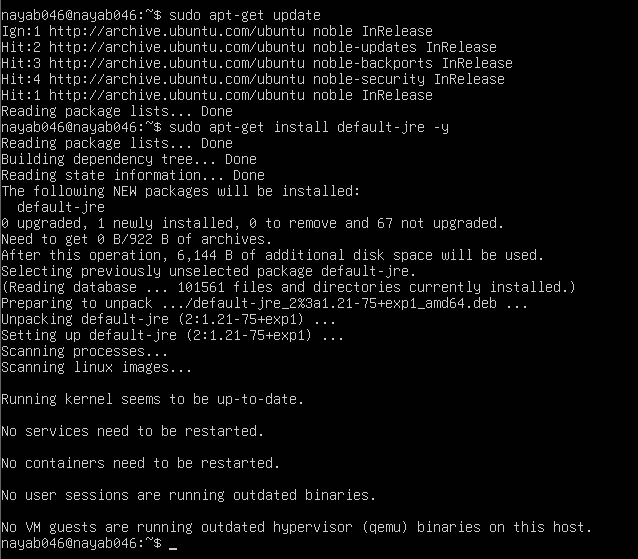 nayab046@nayab046:~$ sudo apt-get update
Ign:1 http://archive.ubuntu.com/ubuntu noble InRelease
Hit:2 http://archive.ubuntu.com/ubuntu noble-updates InRelease
Hit:3 http://archive.ubuntu.com/ubuntu noble-backports InRelease
Hit:4 http://archive.ubuntu.com/ubuntu noble-security InRelease
Hit:1 http://archive.ubuntu.com/ubuntu noble InRelease
Reading package lists... Done
nayab046@nayab046:~$ sudo apt-get install default-jre -y
Reading package lists... Done
Building dependency tree... Done
Reading state information... Done
The following NEW packages will be installed:
  default-jre
0 upgraded, 1 newly installed, 0 to remove and 67 not upgraded.
Need to get 0 B/922 B of archives.
After this operation, 6,144 B of additional disk space will be used.
Selecting previously unselected package default-jre.
(Reading database ... 101561 files and directories currently installed.)
Preparing to unpack .../default-jre_2%3a1.21-75+exp1_amd64.deb ...
Unpacking default-jre (2:1.21-75+exp1) ...
Setting up default-jre (2:1.21-75+exp1) ...
Scanning processes...
Scanning linux images...
Running kernel seems to be up-to-date.
No services need to be restarted.
No containers need to be restarted.
No user sessions are running outdated binaries.
No VM guests are running outdated hypervisor (qemu) binaries on this host.
nayab046@nayab046:~$ _